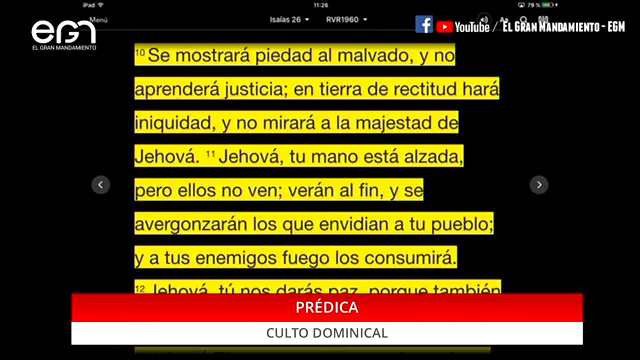 iPad
11:26
79 %
Menú
Isaías 26
RVR1960
AA
YouTube / El Gran Mandamiento - EGM
EGM
EL GRAN MANDAMIENTO
10 Se mostrará piedad al malvado, y no
aprenderá justicia; en tierra de rectitud hará
iniquidad, y no mirará a la majestad de
Jehová. 11 Jehová, tu mano está alzada,
pero ellos no ven; verán al fin, y se
avergonzarán los que envidian a tu pueblo;
y a tus enemigos fuego los consumirá.
12 Jehová, tú nos darás paz, porque también
PRÉDICA
CULTO DOMINICAL